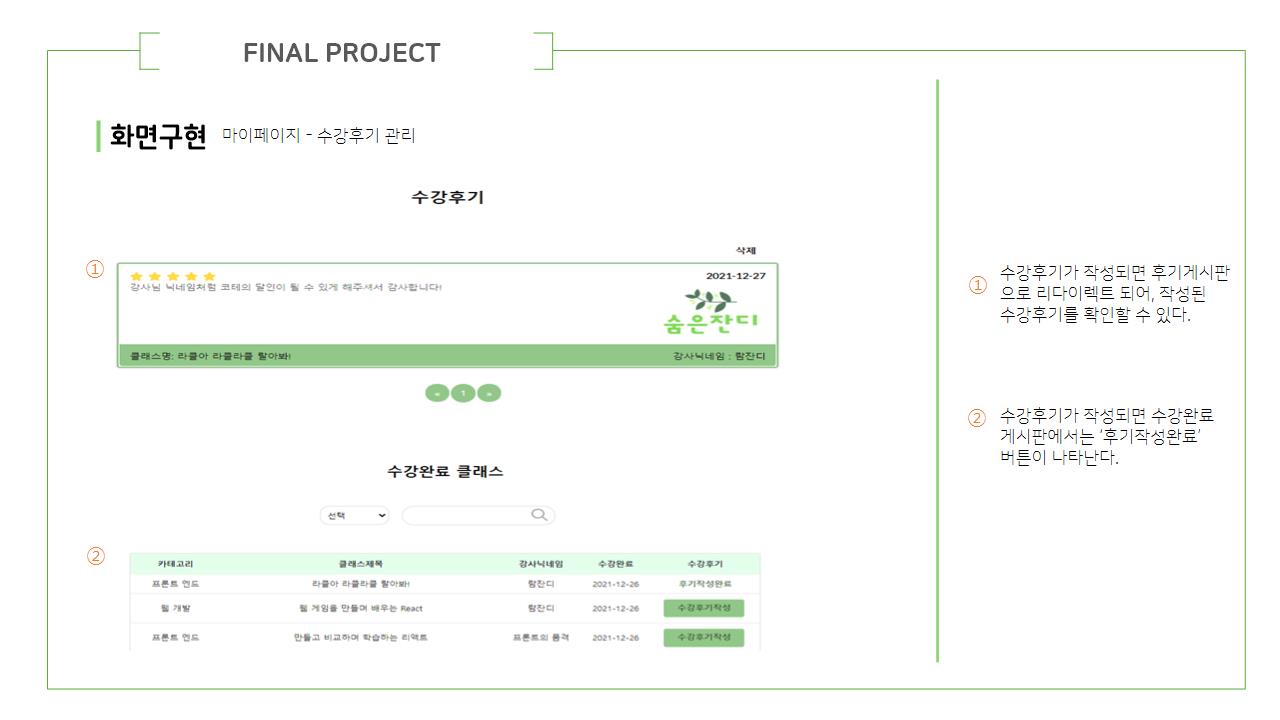 FINAL PROJECT
화면구현 마이페이지 - 수강후기 관리
수강후기
삭제
①
2021-12-27
강사님 닉네임처럼 코테의 달인이 될 수 있게 해주셔서 감사합니다!
숨은잔디
클래스명: 라클아 라클라클 할아봐! 강사닉네임 : 람잔디
« 1 »
수강완료 클래스
선택
②
카테고리 클래스제목 강사닉네임 수강완료 수강후기
프론트 엔드 라클아 라클라클 할아봐! 람잔디 2021-12-26 후기작성완료
웹 개발 웹 게임을 만들며 배우는 React 람잔디 2021-12-26 수강후기작성
프론트 엔드 만들고 비교하며 학습하는 리액트 프론트의 품격 2021-12-26 수강후기작성
① 수강후기가 작성되면 후기게시판
으로 리다이렉트 되어, 작성된
수강후기를 확인할 수 있다.
② 수강후기가 작성되면 수강완료
게시판에서는 ‘후기작성완료’
버튼이 나타난다.